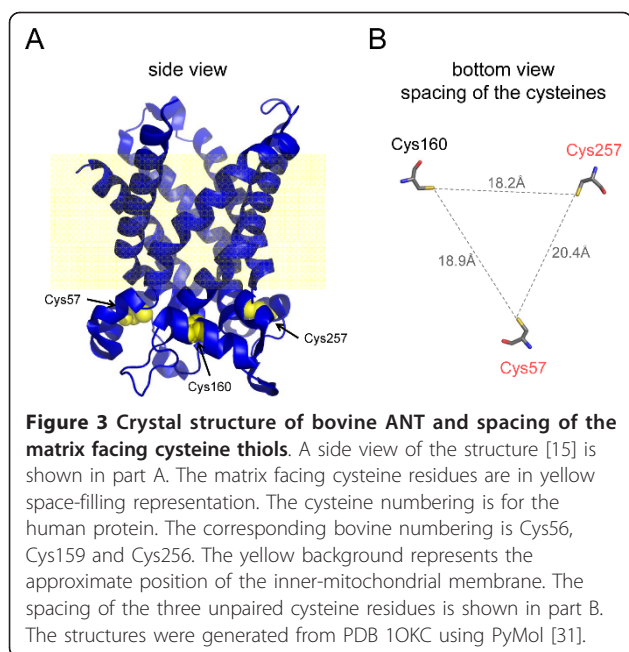 A
side view
Cys57
Cys160
Cys257
B
bottom view
spacing of the cysteines
Cys160
Cys257
18.2Å
18.9Å
20.4Å
Cys57
Figure 3 Crystal structure of bovine ANT and spacing of the
matrix facing cysteine thiols. A side view of the structure [15] is
shown in part A. The matrix facing cysteine residues are in yellow
space-filling representation. The cysteine numbering is for the
human protein. The corresponding bovine numbering is Cys56,
Cys159 and Cys256. The yellow background represents the
approximate position of the inner-mitochondrial membrane. The
spacing of the three unpaired cysteine residues is shown in part B.
The structures were generated from PDB 1OKC using PyMol [31].